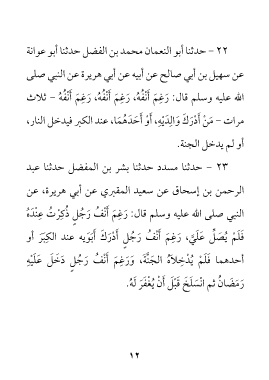 ٢٢ - حدثنا أبو النعمان محمد بن الفضل حدثنا أبو عوانة
عن سهيل بن أبي صالح عن أبيه عن أبي هريرة عن النبي صلى
الله عليه وسلم قال: رَغِمَ أَنْفُهُ، رَغِمَ أَنْفُهُ، رَغِمَ أَنْفُهُ - ثلاث
مرات - مَنْ أَدْرَكَ وَالِدَيْهِ، أَوْ أَحَدَهُمَا، عند الكبر فيدخل النار،
أو لم يدخل الجنة.
٢٣ - حدثنا مسدد حدثنا بشر بن المفضل حدثنا عبد
الرحمن بن إسحاق عن سعيد المقبري عن أبي هريرة، عن
النبي صلى الله عليه وسلم قال: رَغِمَ أَنْفُ رَجُلٍ ذُكِرْتُ عِنْدَهُ
فَلَمْ يُصَلِّ عَلَيَّ، رَغِمَ أَنْفُ رَجُلٍ أَدْرَكَ أَبَوَيه عند الكِبَر أو
أحدهما فَلَمْ يُدْخِلاَهُ الجَنَّةَ، وَرَغِمَ أَنْفُ رَجُلٍ دَخَلَ عَلَيْهِ
رَمَضَانُ ثم انْسَلَخَ قَبْلَ أَنْ يُغْفَرَ لَهُ.
١٢